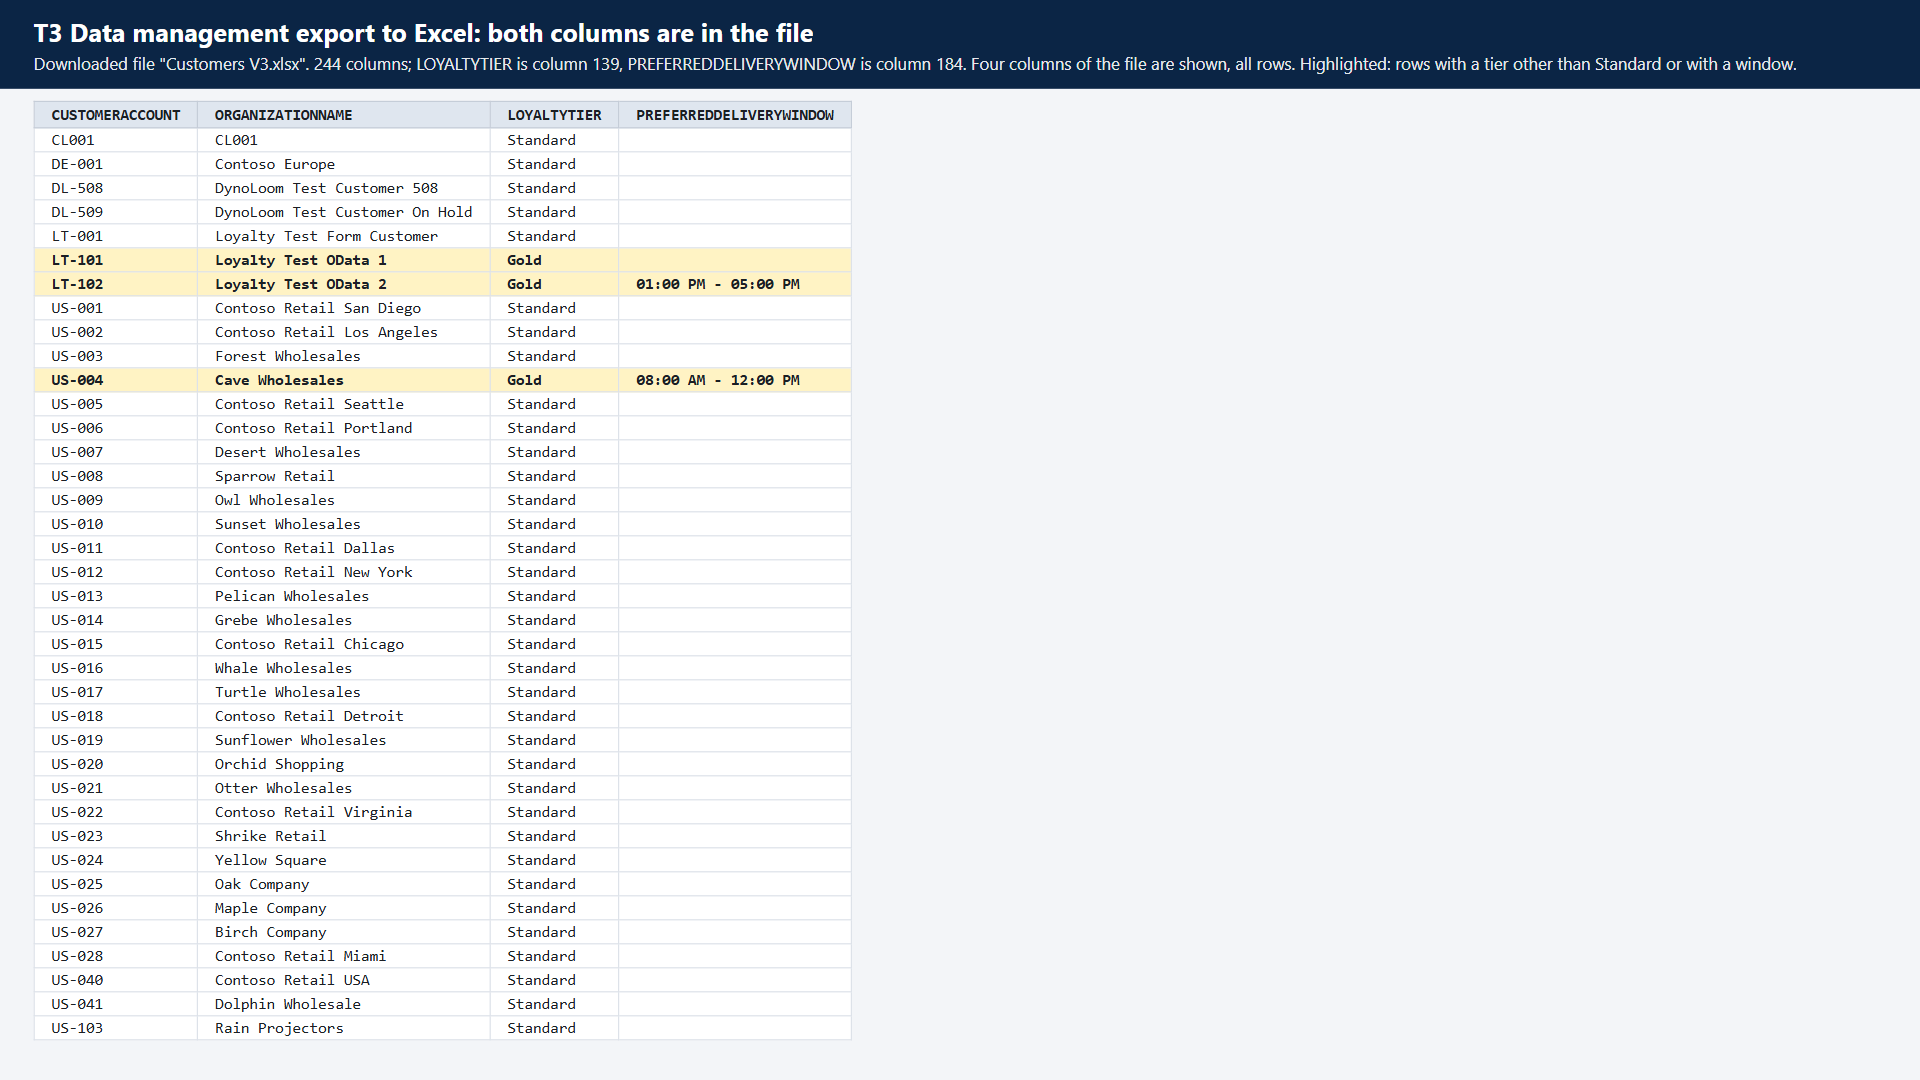 T3 Data management export to Excel: both columns are in the file
Downloaded file "Customers V3.xlsx". 244 columns; LOYALTYTIER is column 139, PREFERREDDELIVERYWINDOW is column 184. Four columns of the file are shown, all rows. Highlighted: rows with a tier other than Standard or with a window.
CUSTOMERACCOUNT ORGANIZATIONNAME LOYALTYTIER PREFERREDDELIVERYWINDOW
CL001 CL001 Standard
DE-001 Contoso Europe Standard
DL-508 DynoLoom Test Customer 508 Standard
DL-509 DynoLoom Test Customer On Hold Standard
LT-001 Loyalty Test Form Customer Standard
LT-101 Loyalty Test OData 1 Gold
LT-102 Loyalty Test OData 2 Gold 01:00 PM - 05:00 PM
US-001 Contoso Retail San Diego Standard
US-002 Contoso Retail Los Angeles Standard
US-003 Forest Wholesales Standard
US-004 Cave Wholesales Gold 08:00 AM - 12:00 PM
US-005 Contoso Retail Seattle Standard
US-006 Contoso Retail Portland Standard
US-007 Desert Wholesales Standard
US-008 Sparrow Retail Standard
US-009 Owl Wholesales Standard
US-010 Sunset Wholesales Standard
US-011 Contoso Retail Dallas Standard
US-012 Contoso Retail New York Standard
US-013 Pelican Wholesales Standard
US-014 Grebe Wholesales Standard
US-015 Contoso Retail Chicago Standard
US-016 Whale Wholesales Standard
US-017 Turtle Wholesales Standard
US-018 Contoso Retail Detroit Standard
US-019 Sunflower Wholesales Standard
US-020 Orchid Shopping Standard
US-021 Otter Wholesales Standard
US-022 Contoso Retail Virginia Standard
US-023 Shrike Retail Standard
US-024 Yellow Square Standard
US-025 Oak Company Standard
US-026 Maple Company Standard
US-027 Birch Company Standard
US-028 Contoso Retail Miami Standard
US-040 Contoso Retail USA Standard
US-041 Dolphin Wholesale Standard
US-103 Rain Projectors Standard